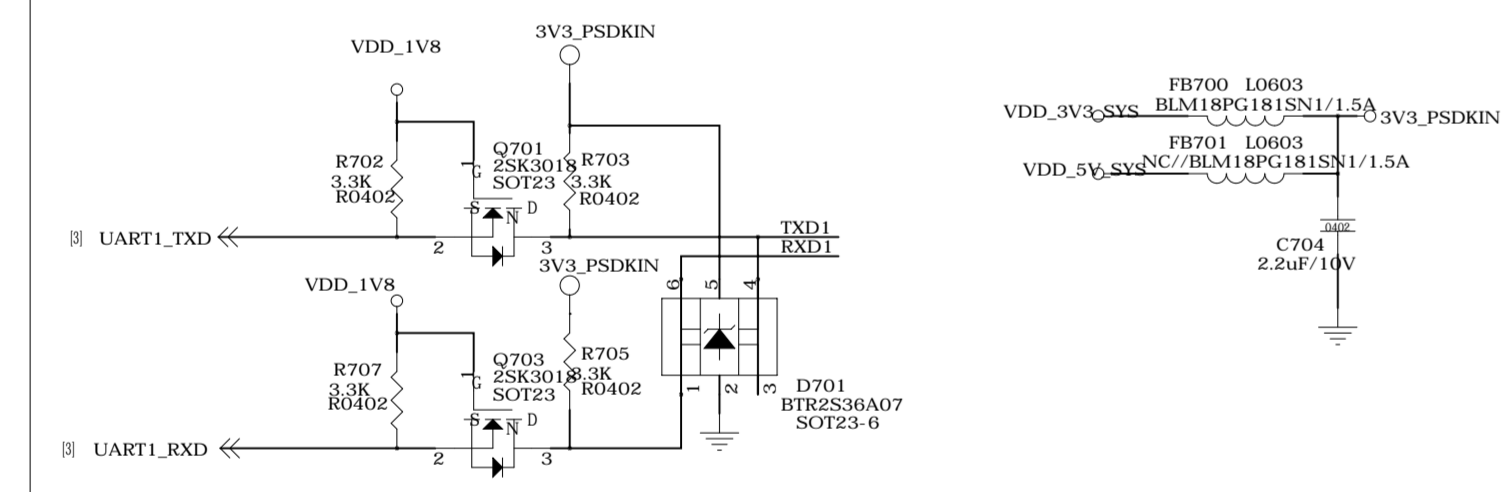 VDD_1V8
3V3_PSDKIN
R702
3.3K
R0402
1
G
Q701
2SK3018
SOT23
R703
3.3K
R0402
S
N
D
[3] UART1_TXD
2
3
TXD1
RXD1
VDD_1V8
3V3_PSDKIN
6
5
4
R707
3.3K
R0402
1
G
Q703
2SK3018
SOT23
R705
3.3K
R0402
1
2
3
D701
BTR2S36A07
SOT23-6
S
N
D
[3] UART1_RXD
2
3
FB700 L0603
VDD_3V3_SYS BLM18PG181SN1/1.5A 3V3_PSDKIN
FB701 L0603
VDD_5V_SYS NC//BLM18PG181SN1/1.5A
0402
C704
2.2uF/10V